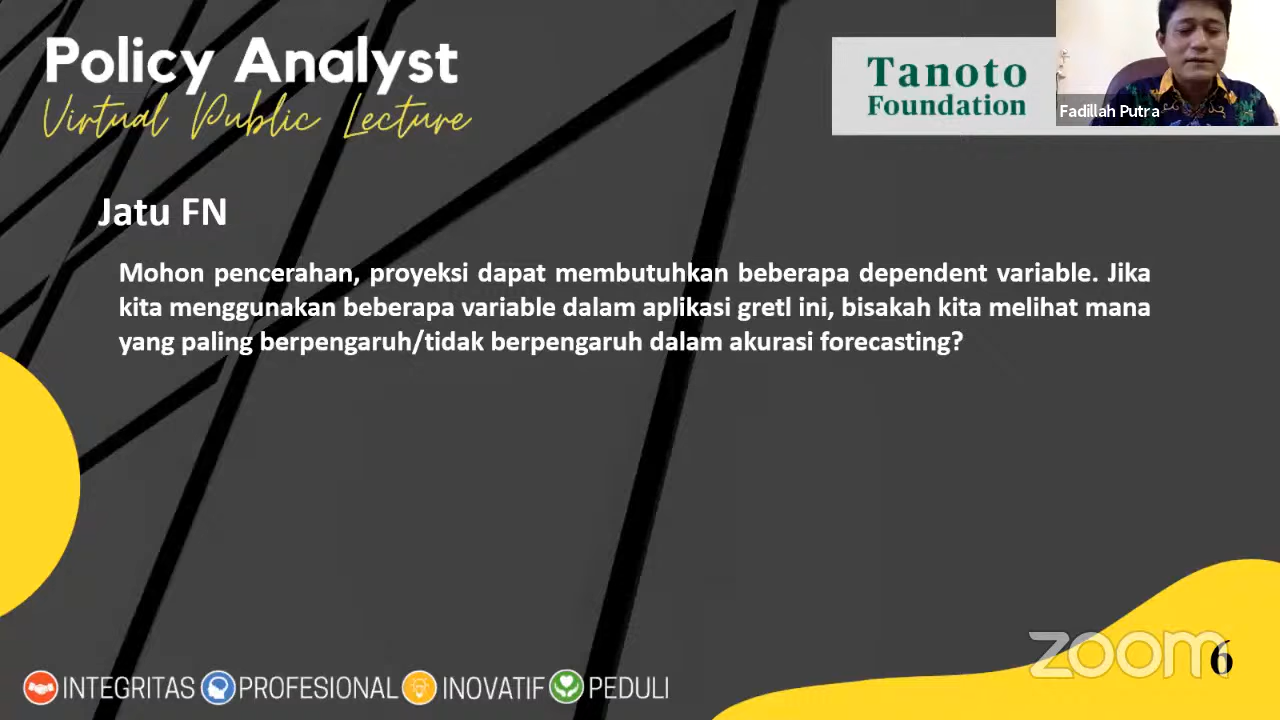 Policy Analyst
Virtual Public Lecture
Tanoto
Foundation
Fadillah Putra
Jatu FN
Mohon pencerahan, proyeksi dapat membutuhkan beberapa dependent variable. Jika
kita menggunakan beberapa variable dalam aplikasi gretl ini, bisakah kita melihat mana
yang paling berpengaruh/tidak berpengaruh dalam akurasi forecasting?
INTEGRITAS PROFESIONAL INOVATIF PEDULI
zoom
6